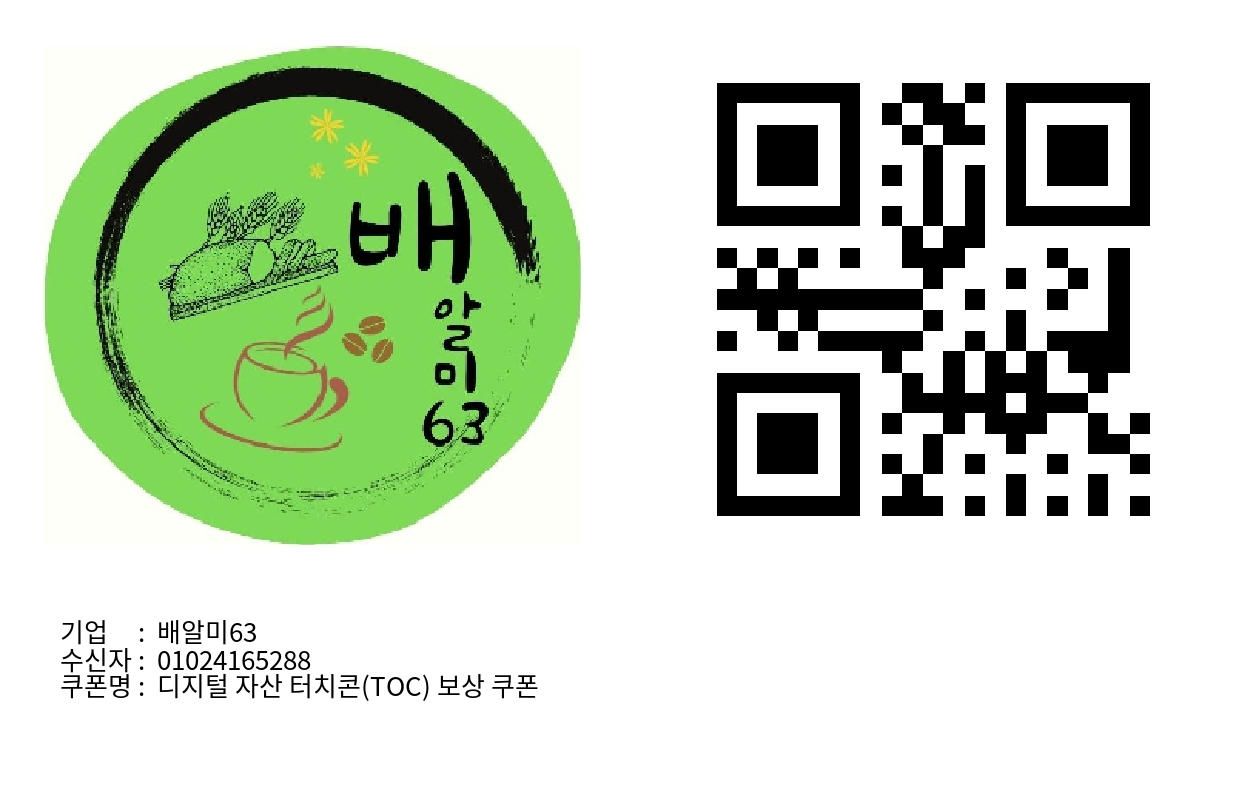 배
알
미
63
기업 : 배알미63
수신자 : 01024165288
쿠폰명 : 디지털 자산 터치콘(TOC) 보상 쿠폰